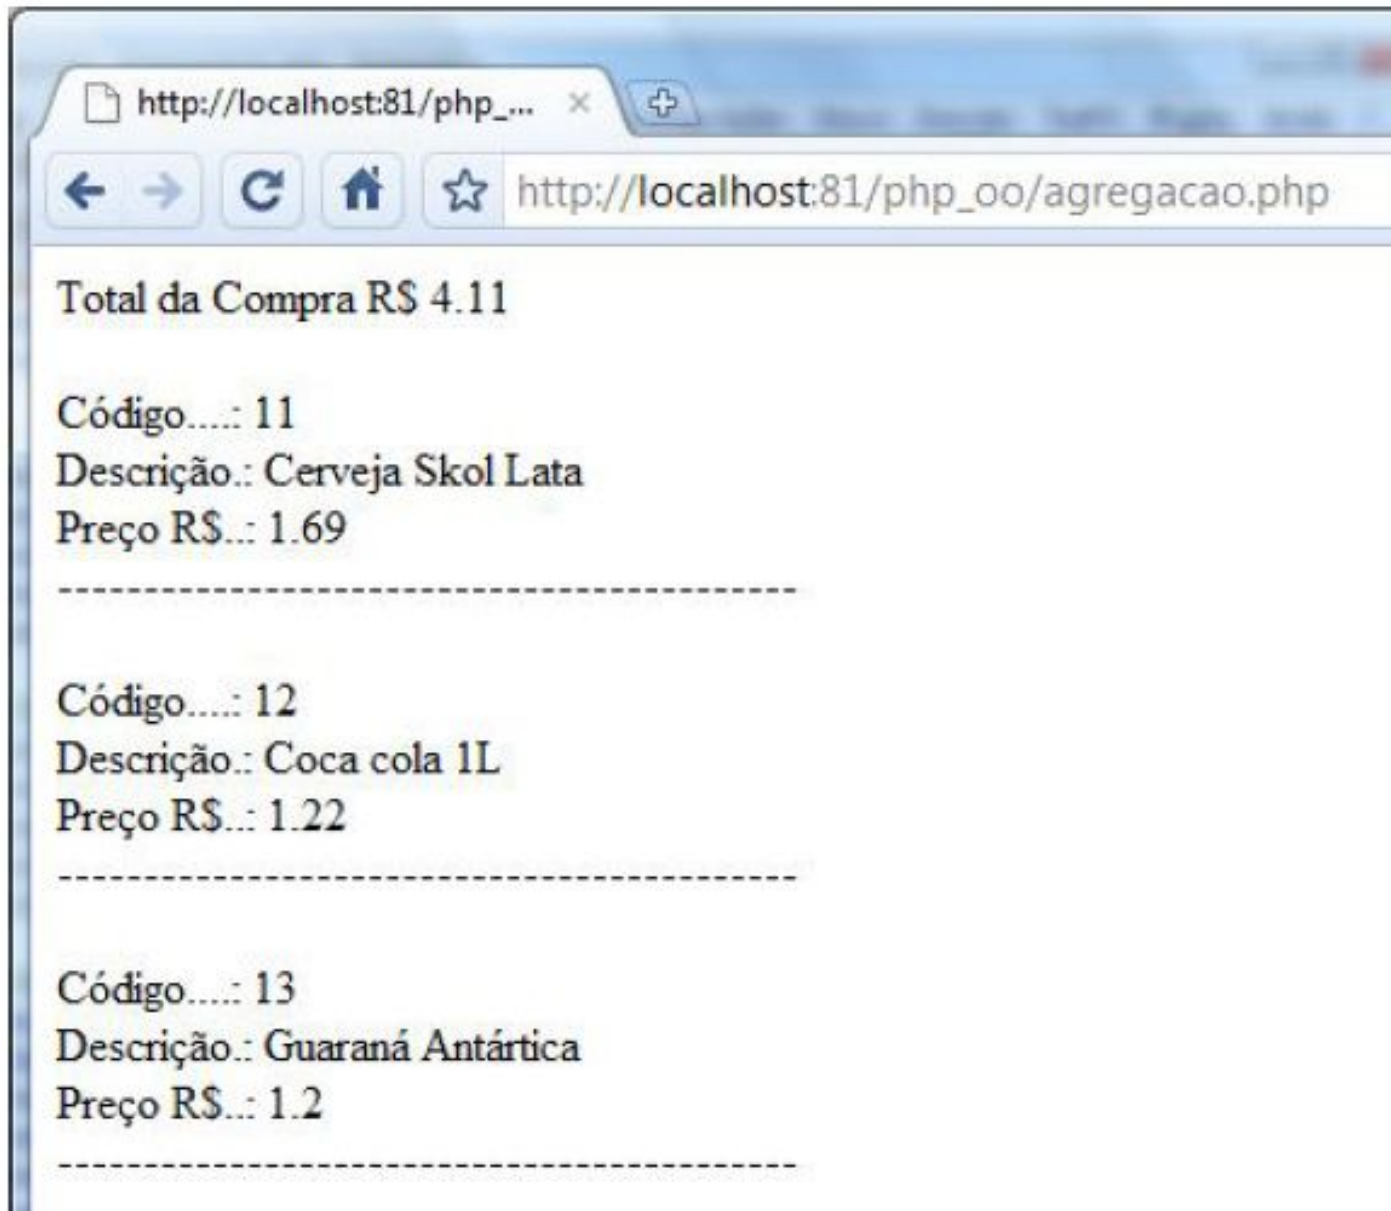 http://localhost:81/php_...
http://localhost:81/php_oo/agregacao.php
Total da Compra R$ 4.11
Código....: 11
Descrição.: Cerveja Skol Lata
Preço R$..: 1.69
-------------------------------------------
Código....: 12
Descrição.: Coca cola 1L
Preço R$..: 1.22
-------------------------------------------
Código....: 13
Descrição.: Guaraná Antártica
Preço R$..: 1.2
-------------------------------------------